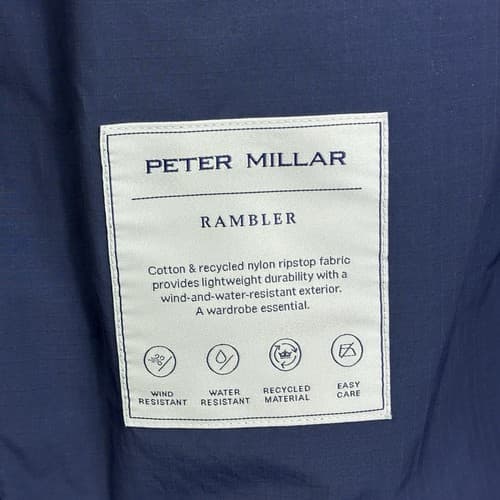 PETER MILLAR
RAMBLER
Cotton & recycled nylon ripstop fabric
provides lightweight durability with a
wind-and-water-resistant exterior.
A wardrobe essential.
WIND RESISTANT
WATER RESISTANT
RECYCLED MATERIAL
EASY CARE